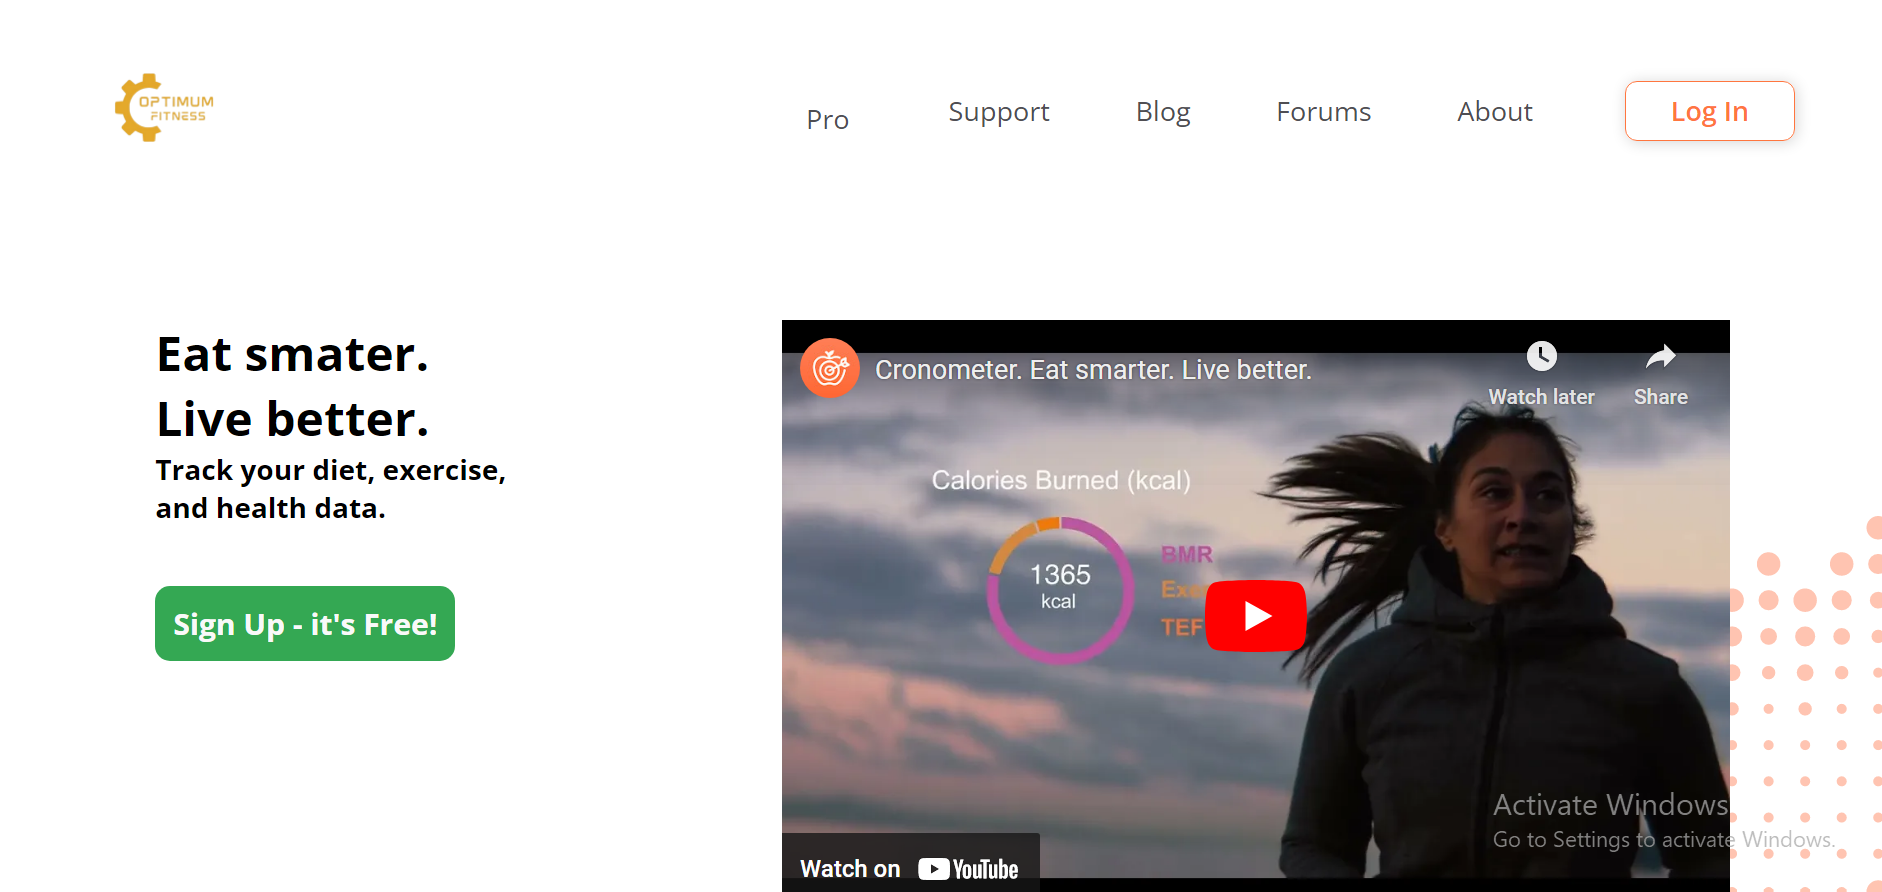 OPTIMUM
FITNESS
Pro
Support
Blog
Forums
About
Log In
Eat smater.
Live better.
Track your diet, exercise,
and health data.
Sign Up - it's Free!
Cronometer. Eat smarter. Live better.
Watch later
Share
Calories Burned (kcal)
1365
kcal
BMR
TEF
Watch on YouTube
Activate Windows
Go to Settings to activate Windows.